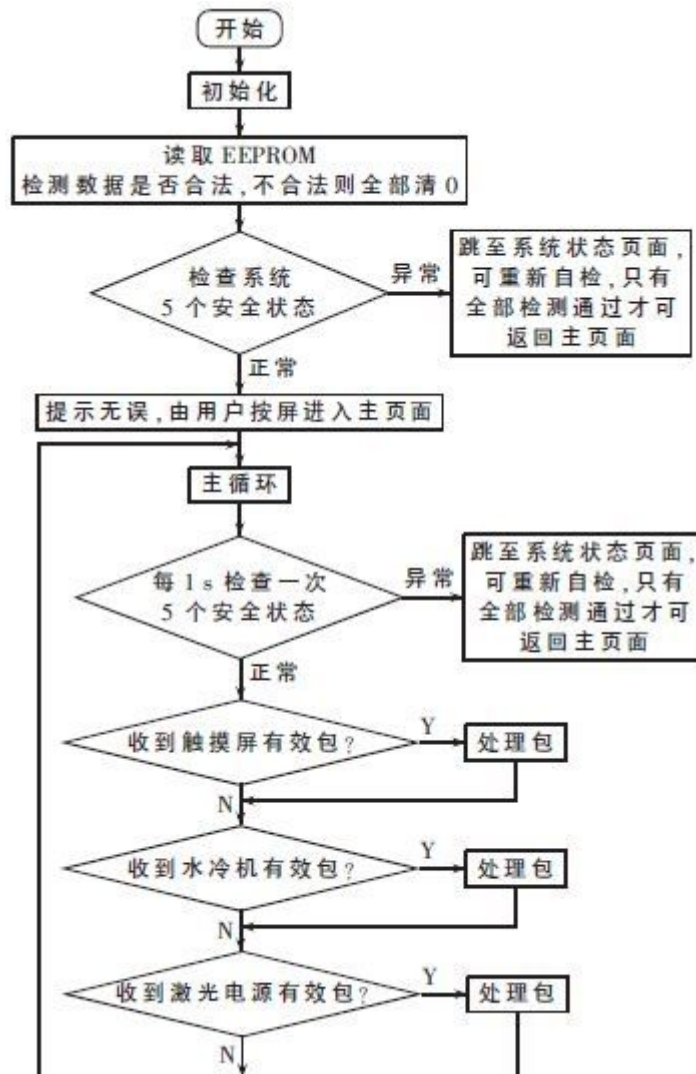 开始
初始化
读取 EEPROM
检测数据是否合法,不合法则全部清 0
检查系统
5 个安全状态
异常
跳至系统状态页面,
可重新自检,只有
全部检测通过才可
返回主页面
正常
提示无误,由用户按屏进入主页面
主循环
每 1 s 检查一次
5 个安全状态
异常
跳至系统状态页面,
可重新自检,只有
全部检测通过才可
返回主页面
正常
收到触摸屏有效包?
Y
处理包
N
收到水冷机有效包?
Y
处理包
N
收到激光电源有效包?
Y
处理包
N